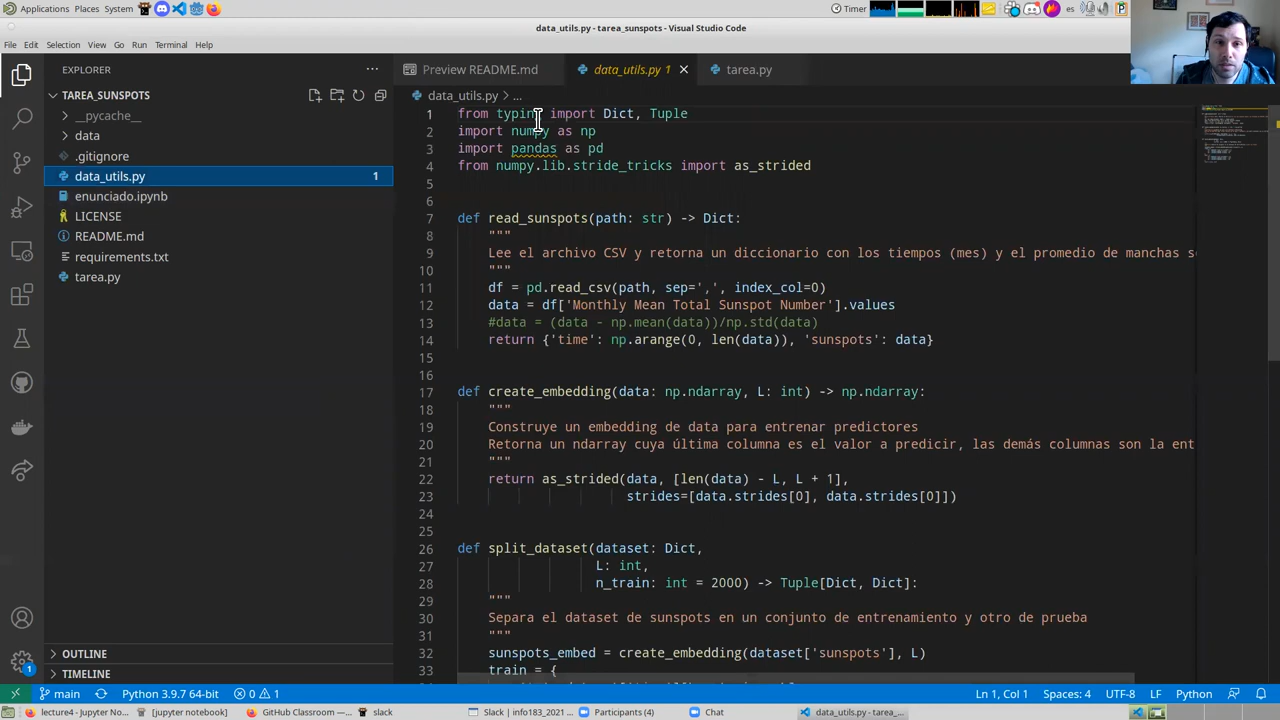 Applications Places System
Timer
es
data_utils.py - tarea_sunspots - Visual Studio Code
File Edit Selection View Go Run Terminal Help
EXPLORER
Preview README.md
data_utils.py 1
tarea.py
TAREA_SUNSPOTS
data_utils.py > ...
__pycache__
data
.gitignore
data_utils.py 1
enunciado.ipynb
LICENSE
README.md
requirements.txt
tarea.py
OUTLINE
TIMELINE
1 from typing import Dict, Tuple
2 import numpy as np
3 import pandas as pd
4 from numpy.lib.stride_tricks import as_strided
5
6
7 def read_sunspots(path: str) -> Dict:
8 """
9 Lee el archivo CSV y retorna un diccionario con los tiempos (mes) y el promedio de manchas
10 """
11 df = pd.read_csv(path, sep=',', index_col=0)
12 data = df['Monthly Mean Total Sunspot Number'].values
13 #data = (data - np.mean(data))/np.std(data)
14 return {'time': np.arange(0, len(data)), 'sunspots': data}
15
16
17 def create_embedding(data: np.ndarray, L: int) -> np.ndarray:
18 """
19 Construye un embedding de data para entrenar predictores
20 Retorna un ndarray cuya última columna es el valor a predicir, las demás columnas son la ent
21 """
22 return as_strided(data, [len(data) - L, L + 1],
23 strides=[data.strides[0], data.strides[0]])
24
25
26 def split_dataset(dataset: Dict,
27 L: int,
28 n_train: int = 2000) -> Tuple[Dict, Dict]:
29 """
30 Separa el dataset de sunspots en un conjunto de entrenamiento y otro de prueba
31 """
32 sunspots_embed = create_embedding(dataset['sunspots'], L)
33 train = {
1
main
Python 3.9.7 64-bit
0 1
Ln 1, Col 1
Spaces: 4
UTF-8
LF
Python
lecture4 - Jupyter No...
[jupyter notebook]
GitHub Classroom —...
slack
Slack | info183_2021 ...
Participants (4)
Chat
data_utils.py - tarea_...